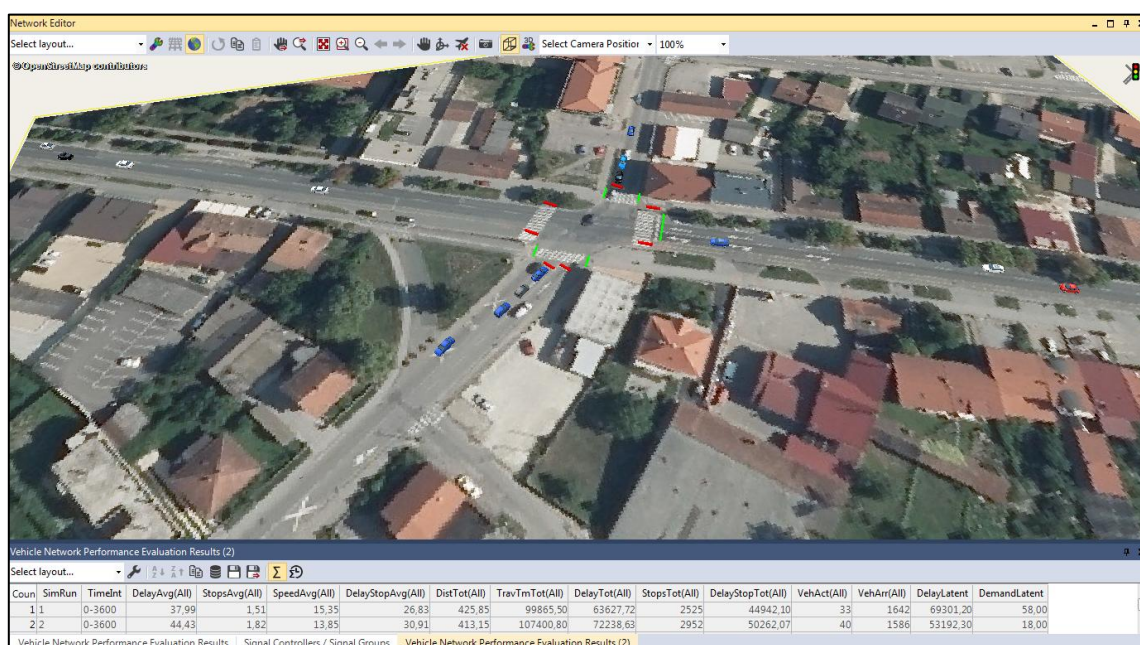 Network Editor
Select layout... Select Camera Position 100%
© OpenStreetMap contributors
Vehicle Network Performance Evaluation Results (2)
Select layout...
Coun SimRun TimeInt DelayAvg(All) StopsAvg(All) SpeedAvg(All) DelayStopAvg(All) DistTot(All) TravTmTot(All) DelayTot(All) StopsTot(All) DelayStopTot(All) VehAct(All) VehArr(All) DelayLatent DemandLatent
1 1 0-3600 37,99 1,51 15,35 26,83 425,85 99865,50 63627,72 2525 44942,10 33 1642 69301,20 58,00
2 2 0-3600 44,43 1,82 13,85 30,91 413,15 107400,80 72238,63 2952 50262,07 40 1586 53192,30 18,00
Vehicle Network Performance Evaluation Results Signal Controllers / Signal Groups Vehicle Network Performance Evaluation Results (2)